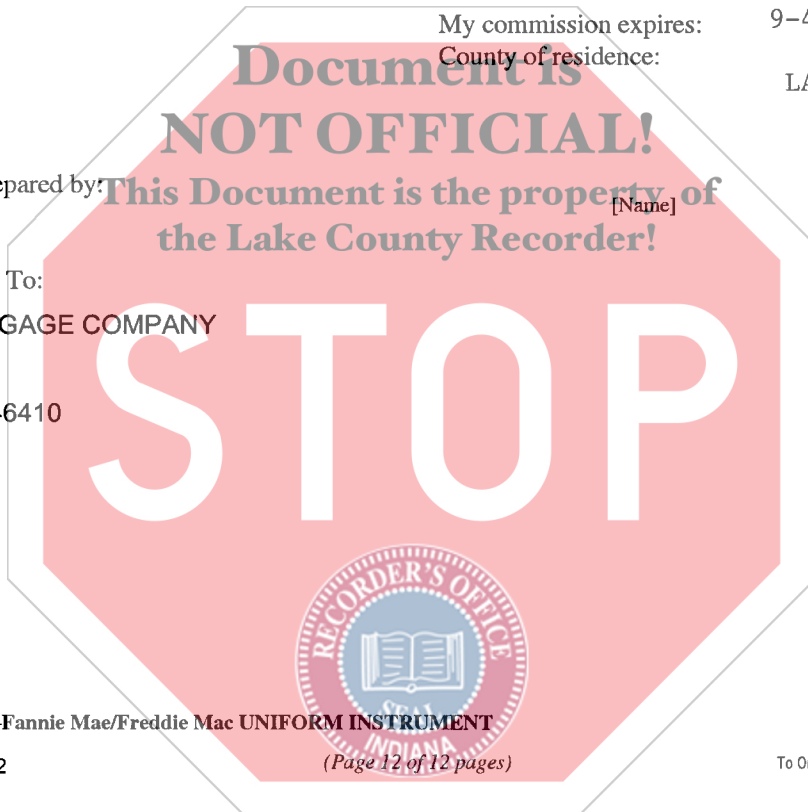 My commission expires: 9-4
County of residence:
LA
Document is
NOT OFFICIAL!
epared by:
This Document is the property of
[Name]
the Lake County Recorder!
To:
GAGE COMPANY
STOP
-6410
RECORDER'S OFFICE
SEAL
INDIANA
-Fannie Mae/Freddie Mac UNIFORM INSTRUMENT
2
(Page 12 of 12 pages)
To Or